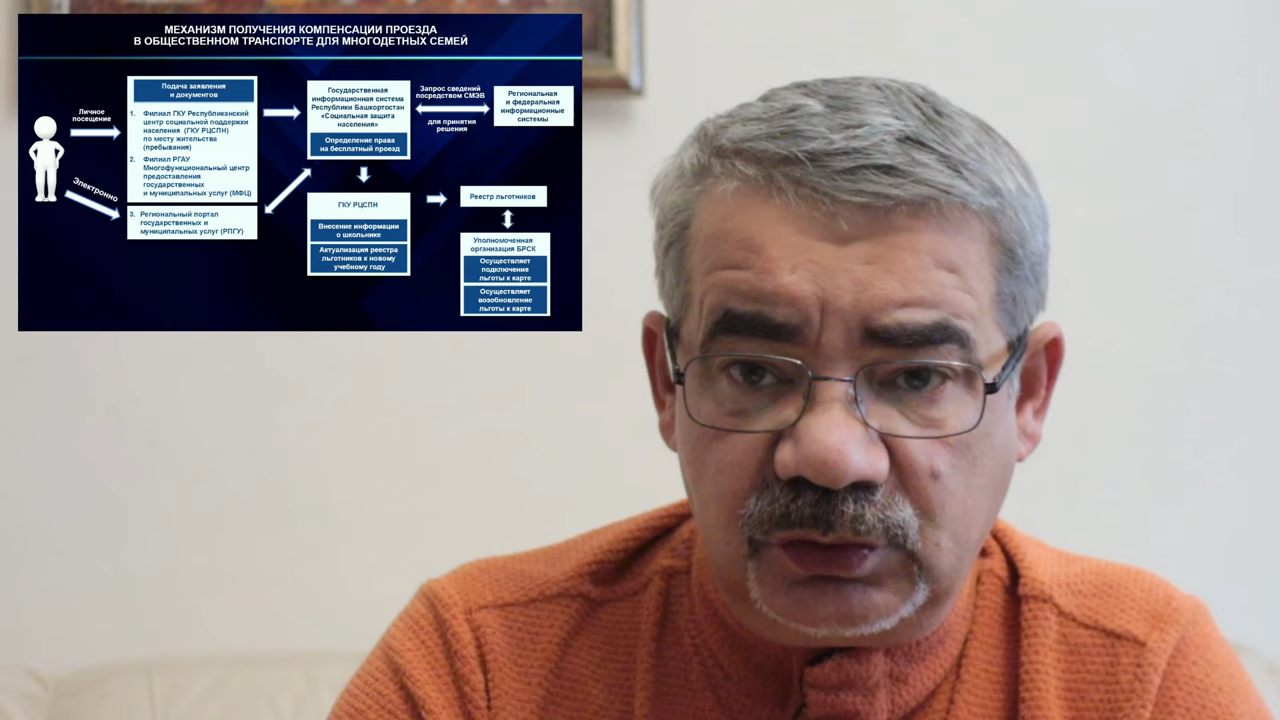 МЕХАНИЗМ ПОЛУЧЕНИЯ КОМПЕНСАЦИИ ПРОЕЗДА
В ОБЩЕСТВЕННОМ ТРАНСПОРТЕ ДЛЯ МНОГОДЕТНЫХ СЕМЕЙ
Личное
посещение
Электронно
Подача заявления
и документов
1. Филиал ГКУ Республиканский
центр социальной поддержки
населения (ГКУ РЦСПН)
по месту жительства
(пребывания)
2. Филиал РГАУ
Многофункциональный центр
предоставления
государственных
и муниципальных услуг (МФЦ)
3. Региональный портал
государственных и
муниципальных услуг (РПГУ)
Государственная
информационная система
Республики Башкортостан
«Социальная защита
населения»
Определение права
на бесплатный проезд
Запрос сведений
посредством СМЭВ
для принятия
решения
Региональная
и федеральная
информационные
системы
ГКУ РЦСПН
Внесение информации
о школьнике
Актуализация реестра
льготников к новому
учебному году
Реестр льготников
Уполномоченная
организация БРСК
Осуществляет
подключение
льготы к карте
Осуществляет
возобновление
льготы к карте